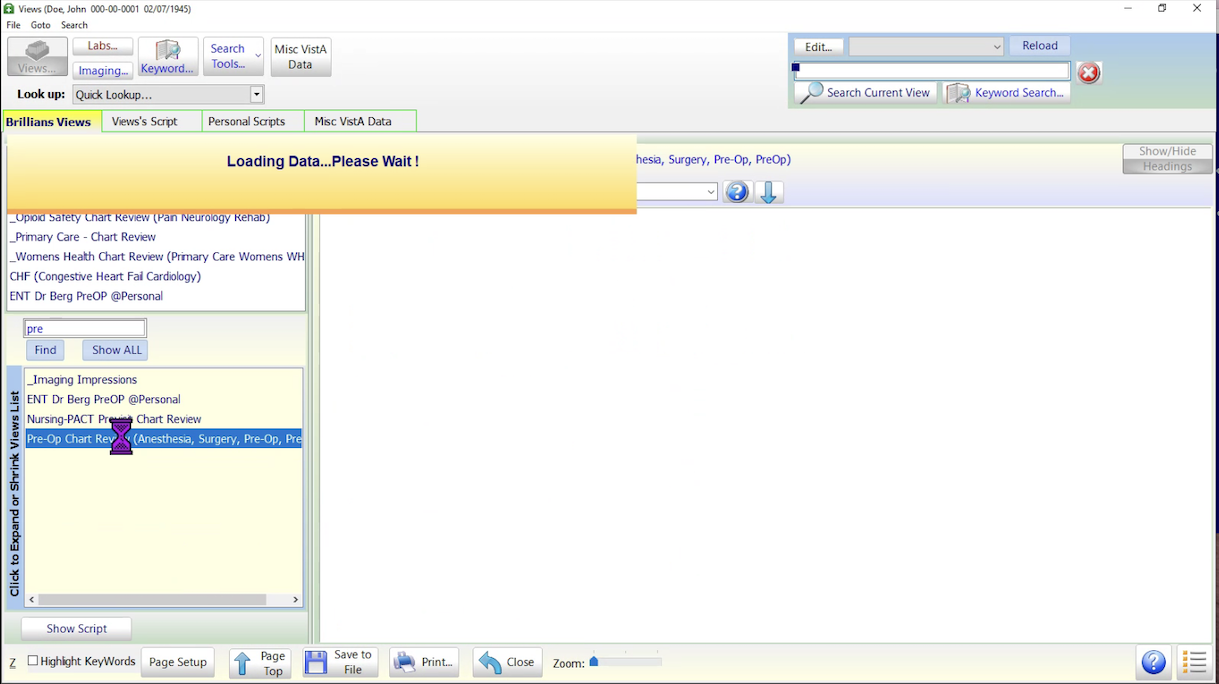 Views (Doe, John 000-00-0001 02/07/1945)
File Goto Search
Views... Labs... Imaging... Keyword... Search Tools... Misc VistA Data
Edit... Reload
Look up: Quick Lookup...
Search Current View Keyword Search...
Brillians Views Views's Script Personal Scripts Misc VistA Data
Loading Data...Please Wait !
hesia, Surgery, Pre-Op, PreOp)
Show/Hide
Headings
_Opioid Safety Chart Review (Pain Neurology Rehab)
_Primary Care - Chart Review
_Womens Health Chart Review (Primary Care Womens WH
CHF (Congestive Heart Fail Cardiology)
ENT Dr Berg PreOP @Personal
pre
Find Show ALL
Click to Expand or Shrink Views List
_Imaging Impressions
ENT Dr Berg PreOP @Personal
Nursing-PACT Chart Review
Pre-Op Chart (Anesthesia, Surgery, Pre-Op, Pre
Show Script
Z Highlight KeyWords Page Setup Page Top Save to File Print... Close Zoom: